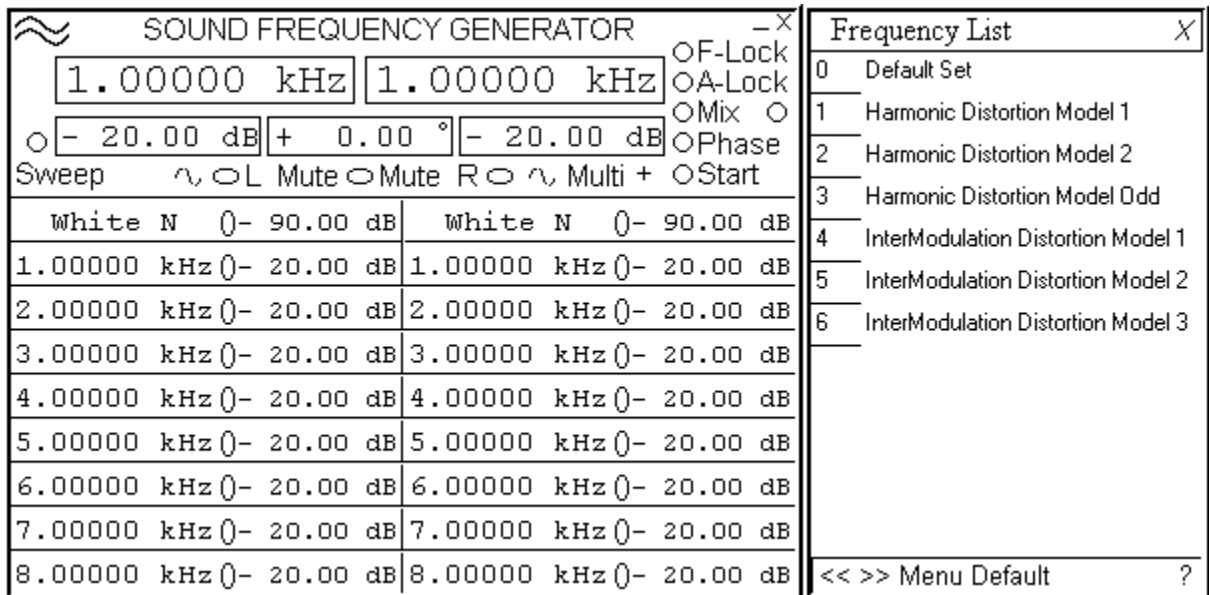 SOUND FREQUENCY GENERATOR _ X
F-Lock
1.00000 kHz 1.00000 kHz A-Lock
Mix
- 20.00 dB + 0.00 ° - 20.00 dB Phase
Sweep L Mute Mute R Multi + Start
White N ()- 90.00 dB White N ()- 90.00 dB
1.00000 kHz ()- 20.00 dB 1.00000 kHz ()- 20.00 dB
2.00000 kHz ()- 20.00 dB 2.00000 kHz ()- 20.00 dB
3.00000 kHz ()- 20.00 dB 3.00000 kHz ()- 20.00 dB
4.00000 kHz ()- 20.00 dB 4.00000 kHz ()- 20.00 dB
5.00000 kHz ()- 20.00 dB 5.00000 kHz ()- 20.00 dB
6.00000 kHz ()- 20.00 dB 6.00000 kHz ()- 20.00 dB
7.00000 kHz ()- 20.00 dB 7.00000 kHz ()- 20.00 dB
8.00000 kHz ()- 20.00 dB 8.00000 kHz ()- 20.00 dB
Frequency List X
0 Default Set
1 Harmonic Distortion Model 1
2 Harmonic Distortion Model 2
3 Harmonic Distortion Model Odd
4 InterModulation Distortion Model 1
5 InterModulation Distortion Model 2
6 InterModulation Distortion Model 3
<< >> Menu Default ?